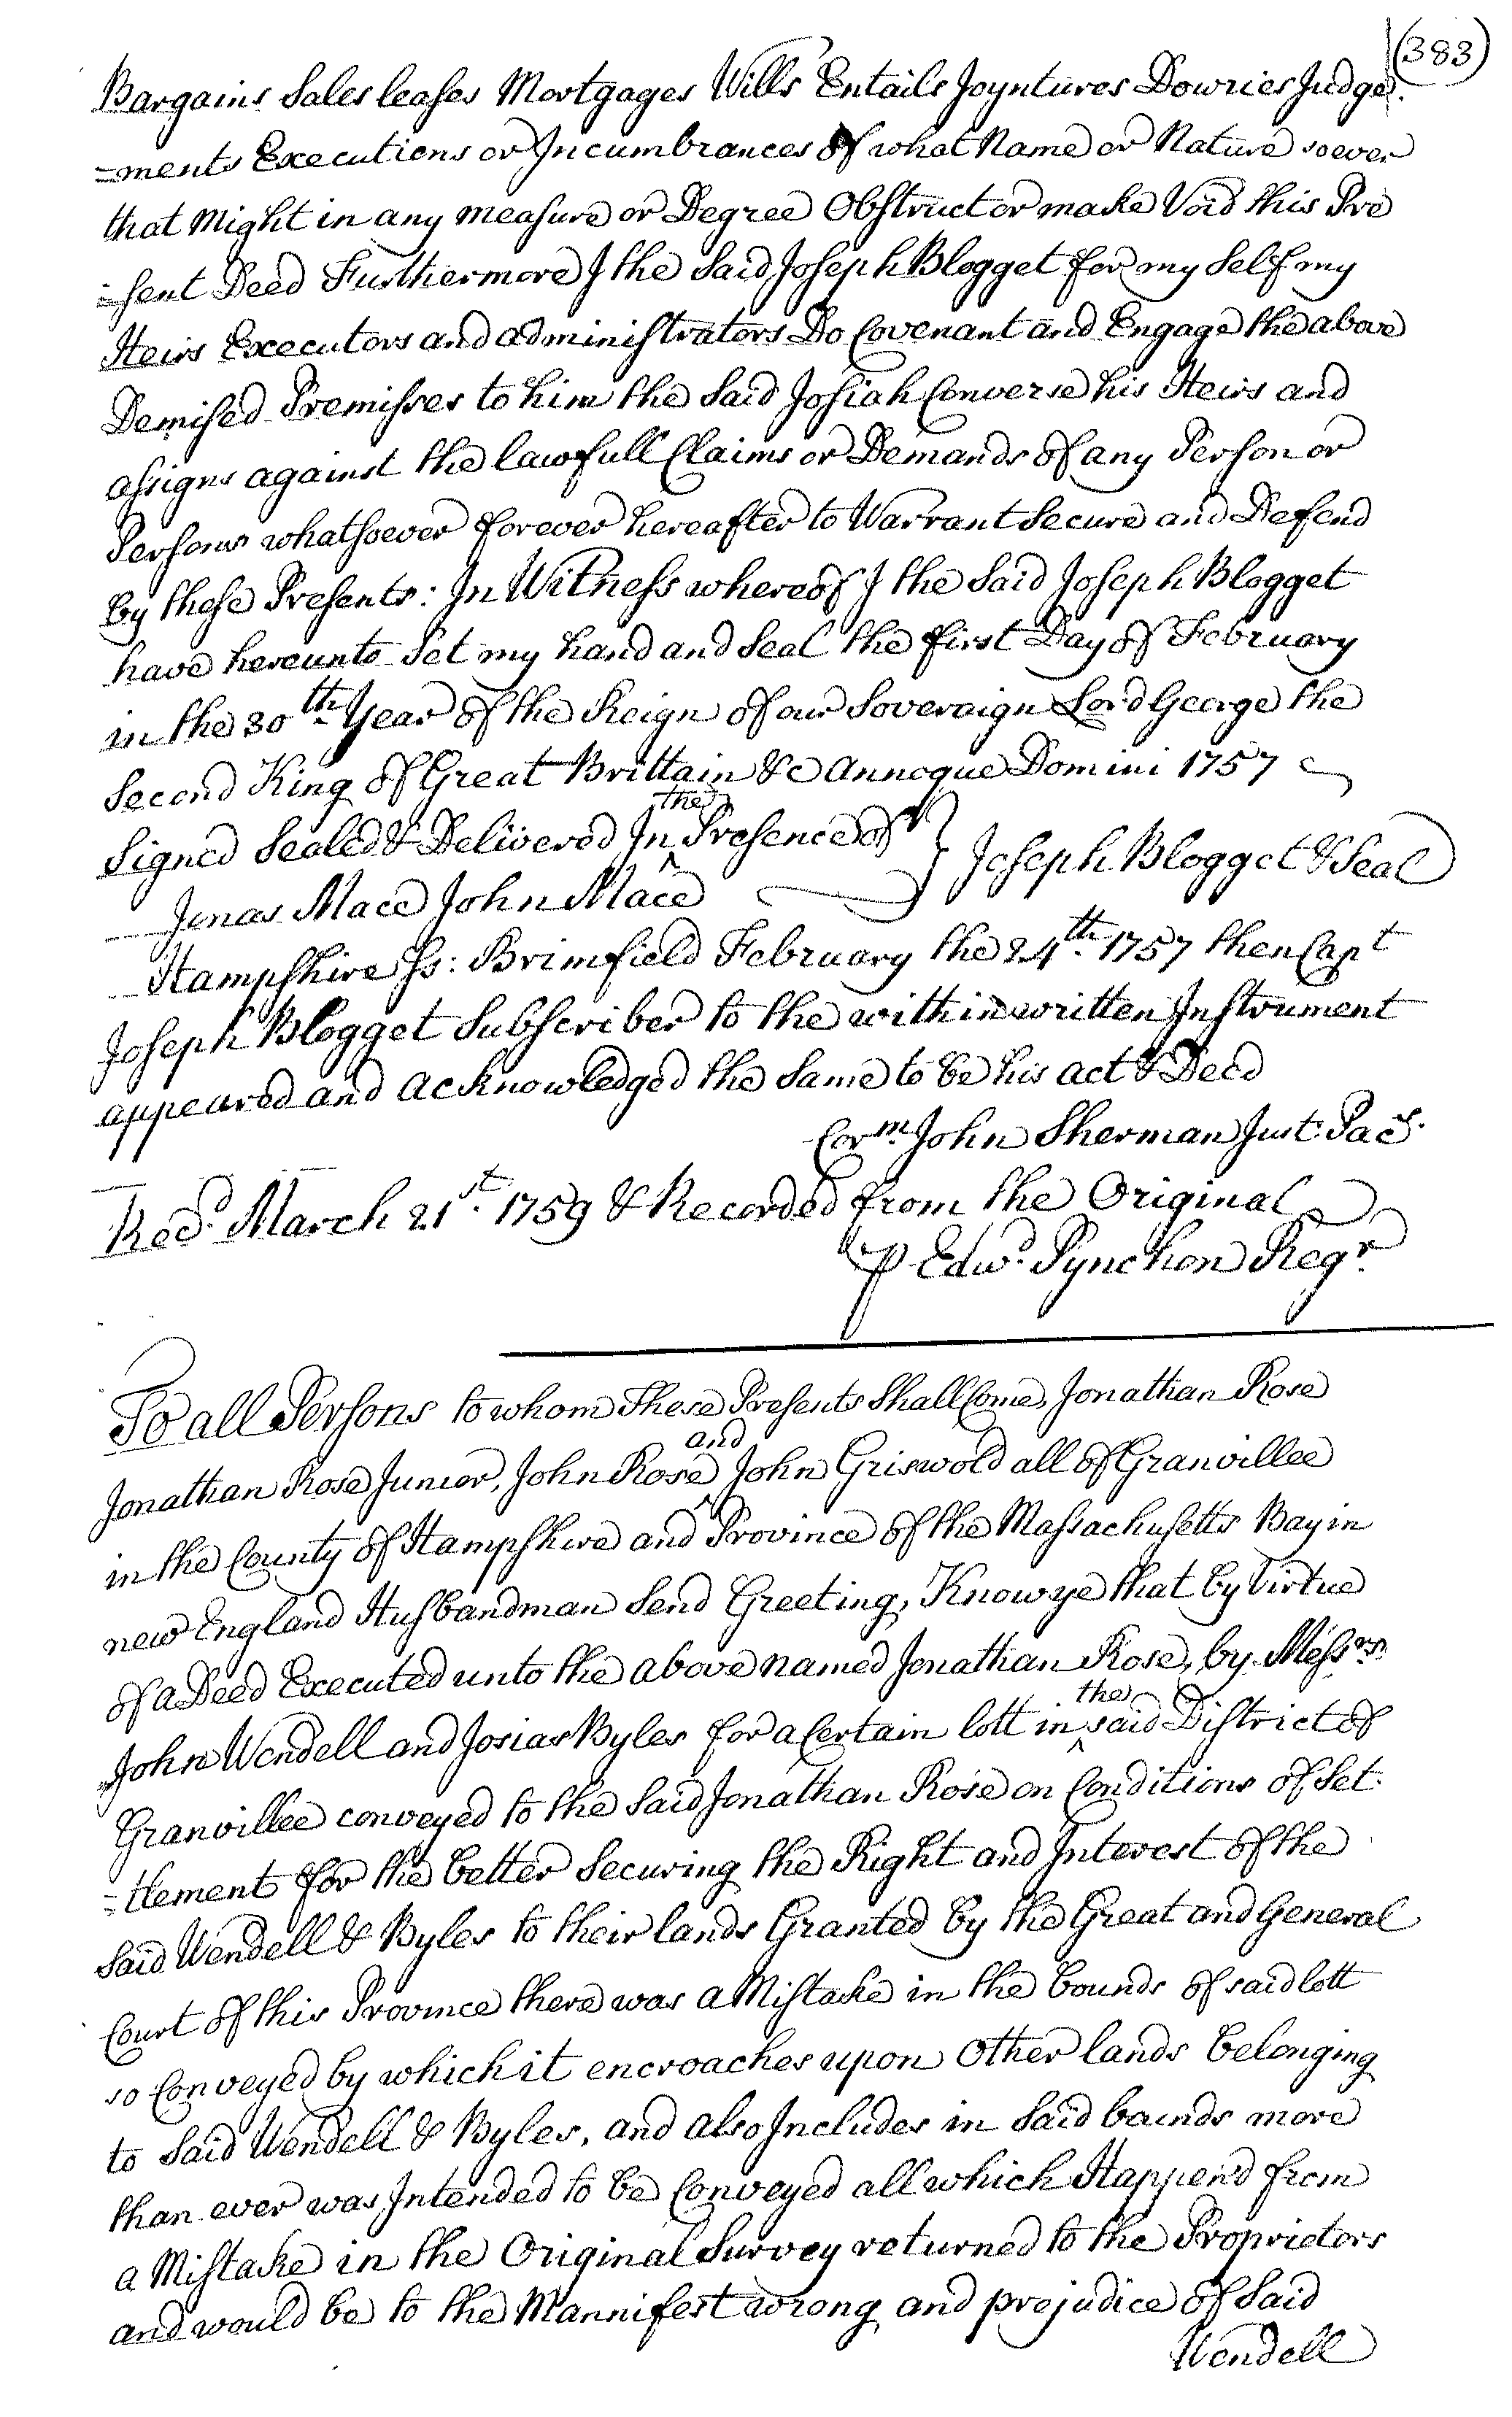 (383)
Bargains Sales leases Mortgages Wills Entails Joyntures Dowries Judge
=ments Executions or Incumbrances of what Name or Nature soever
that Might in any measure or Degree Obstruct or make Void this Pre
=sent Deed Furthermore I the Said Joseph Blogget for my Self my
Heirs Executors and administrators Do Covenant and Engage the above
Demised Premisses to him the Said Josiah Converse his Heirs and
assigns against the lawfull Claims or Demands of any Person or
Persons whatsoever forever hereafter to Warrant Secure and Defend
by these Presents: In Witness whereof I the Said Joseph Blogget
have hereunto Set my hand and Seal the first Day of February
in the 30th Year of the Reign of our Soveraign Lord George the
Second King of Great Brittain &c Annoque Domini 1757
Signed Sealed & Delivered In the Presence of } Joseph Blogget & Seal
Jonas Mace John Mace
Hampshire Ss: Brimfield February the 24th 1757 then Capt
Joseph Blogget Subscriber to the within written Instrument
appeared and acknowledged the Same to be his act & Deed
Corm John Sherman Just: Pacs.
Recd. March 21st. 1759 & Recorded from the Original
p Edwd. Pynchon Regr
To all Persons to whom These Presents Shall Come, Jonathan Rose
Jonathan Rose Junior, John Rose and John Griswold all of Granvillee
in the County of Hampshire and Province of the Massachusetts Bay in
new England Husbandman Send Greeting, Know ye that by Virtue
of a Deed Executed unto the above named Jonathan Rose, by Messrs.
John Wendell and Josias Byles for a Certain lott in the said District of
Granvillee conveyed to the Said Jonathan Rose on Conditions of Set:
=tlement for the better Securing the Right and Interest of the
Said Wendell & Byles to their lands Granted by the Great and General
Court of this Province there was a Mistake in the bounds of said lott
so Conveyed by which it encroaches upon Other lands belonging
to Said Wendell & Byles, and also Includes in Said bounds more
than ever was Intended to be Conveyed all which Happen'd from
a Mistake in the Original Survey returned to the Proprietors
and would be to the Mannifest wrong and prejudice of Said
Wendell